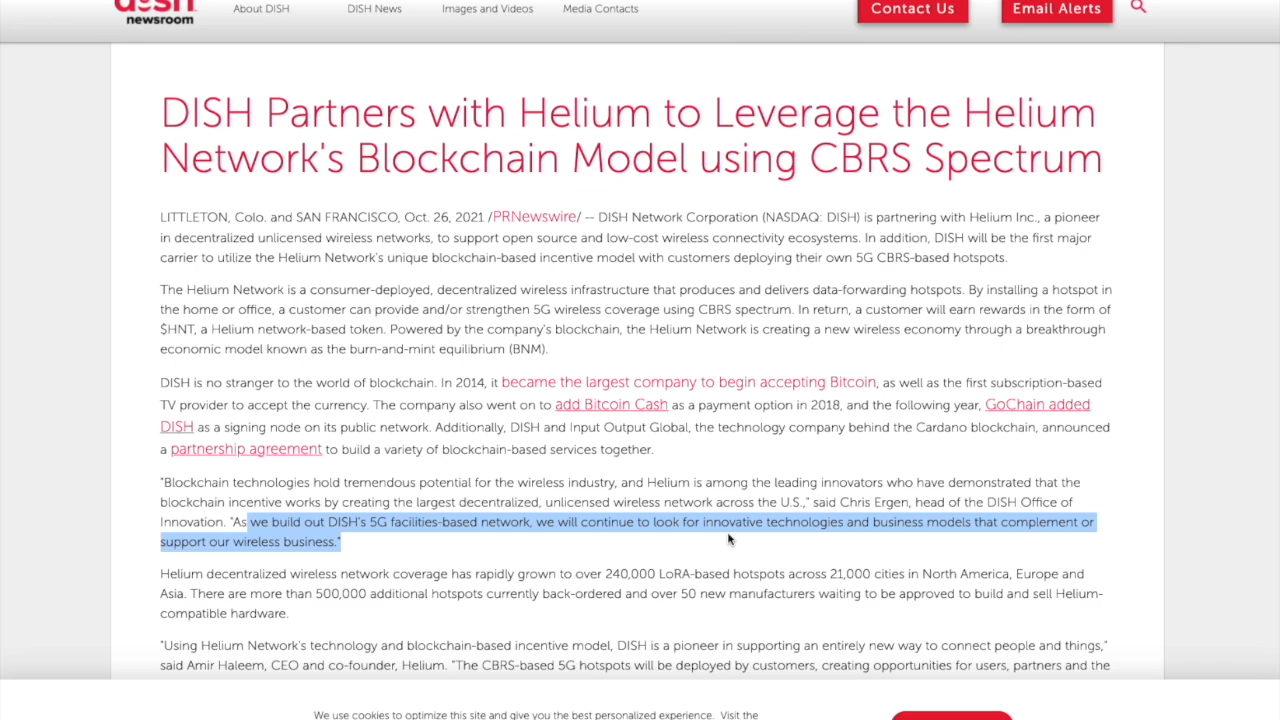 dish
newsroom
About DISH
DISH News
Images and Videos
Media Contacts
Contact Us
Email Alerts
DISH Partners with Helium to Leverage the Helium
Network's Blockchain Model using CBRS Spectrum
LITTLETON, Colo. and SAN FRANCISCO, Oct. 26, 2021 /PRNewswire/ -- DISH Network Corporation (NASDAQ: DISH) is partnering with Helium Inc., a pioneer
in decentralized unlicensed wireless networks, to support open source and low-cost wireless connectivity ecosystems. In addition, DISH will be the first major
carrier to utilize the Helium Network's unique blockchain-based incentive model with customers deploying their own 5G CBRS-based hotspots.
The Helium Network is a consumer-deployed, decentralized wireless infrastructure that produces and delivers data-forwarding hotspots. By installing a hotspot in
the home or office, a customer can provide and/or strengthen 5G wireless coverage using CBRS spectrum. In return, a customer will earn rewards in the form of
$HNT, a Helium network-based token. Powered by the company's blockchain, the Helium Network is creating a new wireless economy through a breakthrough
economic model known as the burn-and-mint equilibrium (BNM).
DISH is no stranger to the world of blockchain. In 2014, it became the largest company to begin accepting Bitcoin, as well as the first subscription-based
TV provider to accept the currency. The company also went on to add Bitcoin Cash as a payment option in 2018, and the following year, GoChain added
DISH as a signing node on its public network. Additionally, DISH and Input Output Global, the technology company behind the Cardano blockchain, announced
a partnership agreement to build a variety of blockchain-based services together.
"Blockchain technologies hold tremendous potential for the wireless industry, and Helium is among the leading innovators who have demonstrated that the
blockchain incentive works by creating the largest decentralized, unlicensed wireless network across the U.S.," said Chris Ergen, head of the DISH Office of
Innovation. "As we build out DISH's 5G facilities-based network, we will continue to look for innovative technologies and business models that complement or
support our wireless business."
Helium decentralized wireless network coverage has rapidly grown to over 240,000 LoRA-based hotspots across 21,000 cities in North America, Europe and
Asia. There are more than 500,000 additional hotspots currently back-ordered and over 50 new manufacturers waiting to be approved to build and sell Helium-
compatible hardware.
"Using Helium Network's technology and blockchain-based incentive model, DISH is a pioneer in supporting an entirely new way to connect people and things,"
said Amir Haleem, CEO and co-founder, Helium. "The CBRS-based 5G hotspots will be deployed by customers, creating opportunities for users, partners and the
We use cookies to optimize this site and give you the best personalized experience. Visit the